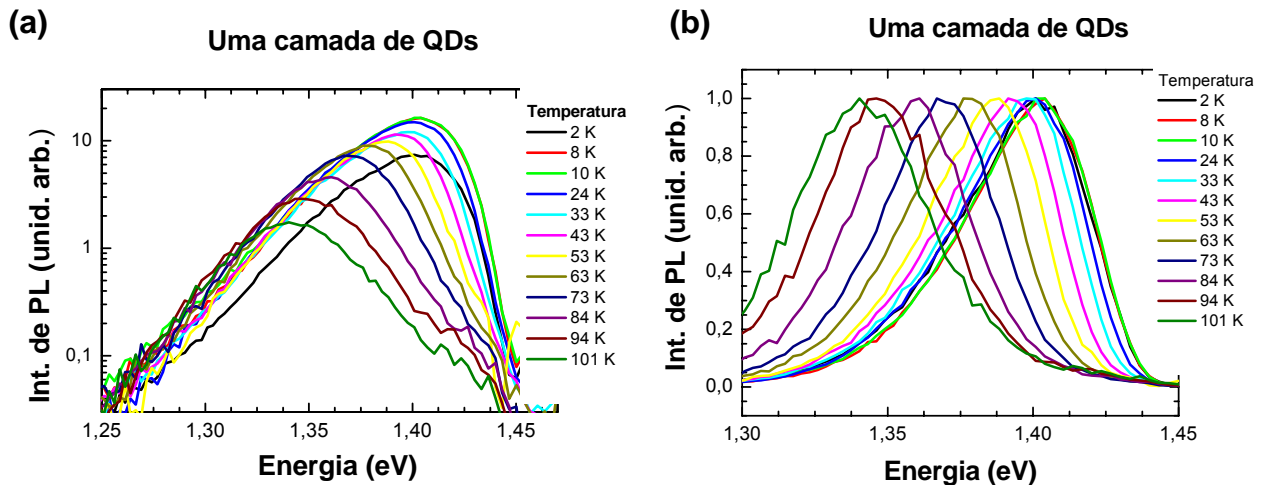 (a)
Uma camada de QDs
Int. de PL (unid. arb.)
10
1
0,1
1,25
1,30
1,35
1,40
1,45
Energia (eV)
Temperatura
2 K
8 K
10 K
24 K
33 K
43 K
53 K
63 K
73 K
84 K
94 K
101 K
(b)
Uma camada de QDs
Int. de PL (unid. arb.)
1,0
0,8
0,6
0,4
0,2
0,0
1,30
1,35
1,40
1,45
Energia (eV)
Temperatura
2 K
8 K
10 K
24 K
33 K
43 K
53 K
63 K
73 K
84 K
94 K
101 K